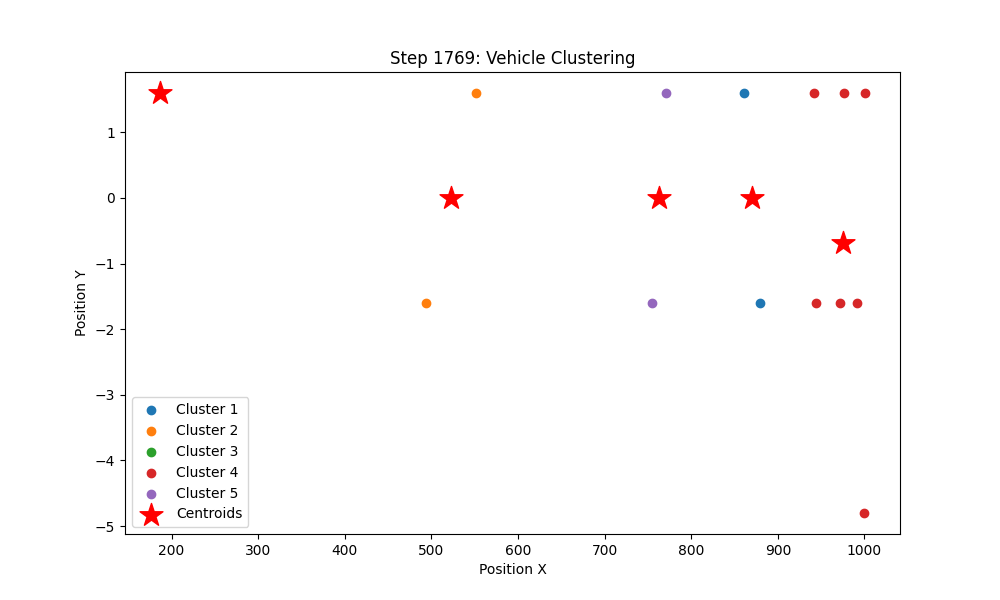 Step 1769: Vehicle Clustering
Position Y
1
0
−1
−2
−3
−4
−5
Cluster 1
Cluster 2
Cluster 3
Cluster 4
Cluster 5
Centroids
200 300 400 500 600 700 800 900 1000
Position X